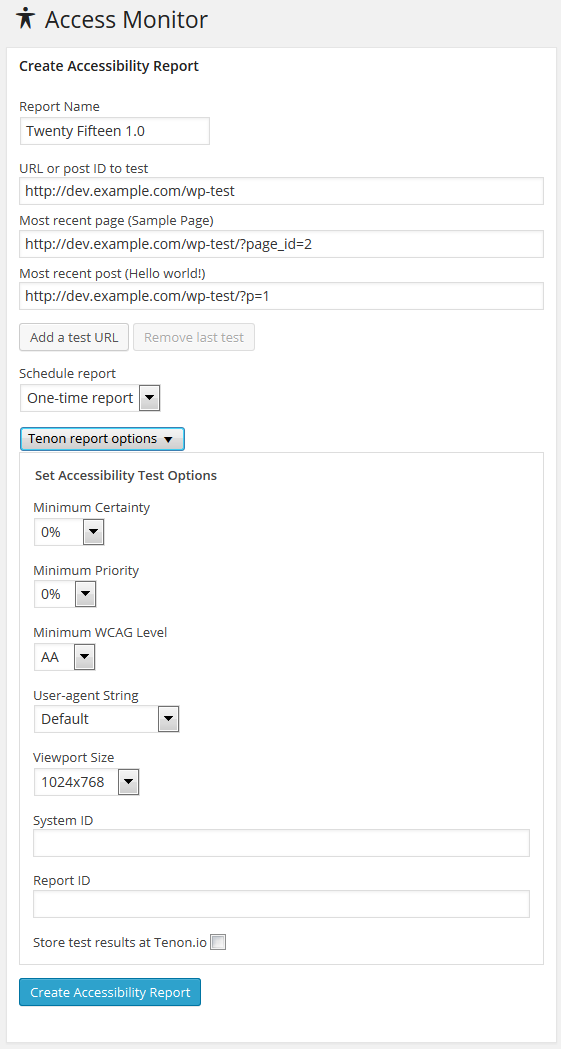 Access Monitor
Create Accessibility Report
Report Name
Twenty Fifteen 1.0
URL or post ID to test
http://dev.example.com/wp-test
Most recent page (Sample Page)
http://dev.example.com/wp-test/?page_id=2
Most recent post (Hello world!)
http://dev.example.com/wp-test/?p=1
Add a test URL Remove last test
Schedule report
One-time report
Tenon report options ▼
Set Accessibility Test Options
Minimum Certainty
0%
Minimum Priority
0%
Minimum WCAG Level
AA
User-agent String
Default
Viewport Size
1024x768
System ID
Report ID
Store test results at Tenon.io
Create Accessibility Report